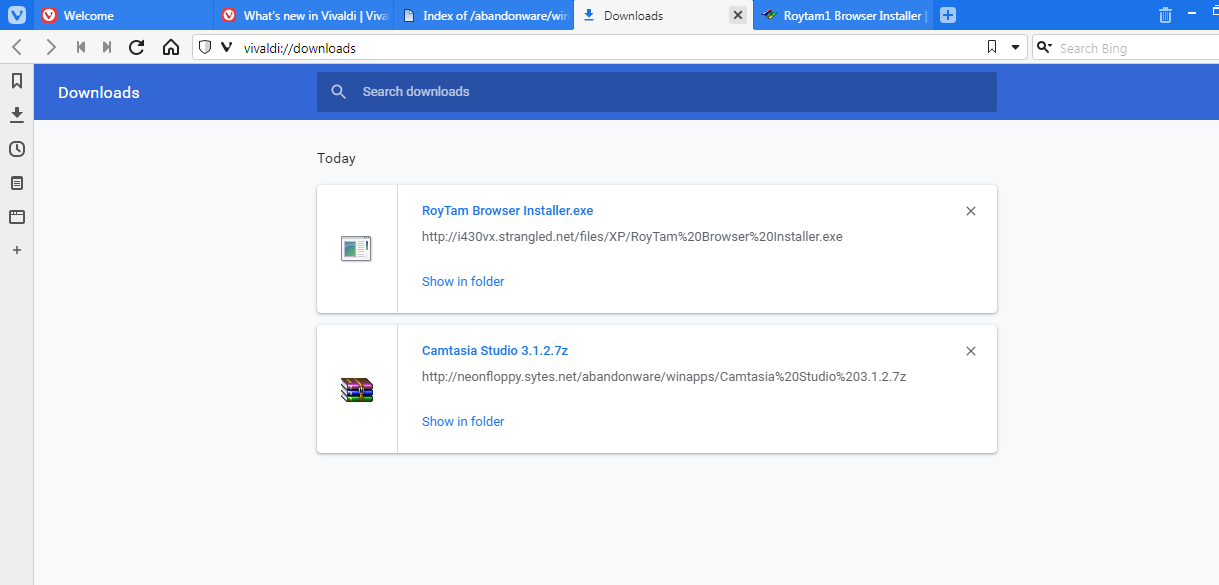 Welcome
What's new in Vivaldi | Viva
Index of /abandonware/win
Downloads
Roytam1 Browser Installer |
vivaldi://downloads
Search Bing
Downloads
Search downloads
Today
RoyTam Browser Installer.exe
http://i430vx.strangled.net/files/XP/RoyTam%20Browser%20Installer.exe
Show in folder
Camtasia Studio 3.1.2.7z
http://neonfloppy.sytes.net/abandonware/winapps/Camtasia%20Studio%203.1.2.7z
Show in folder